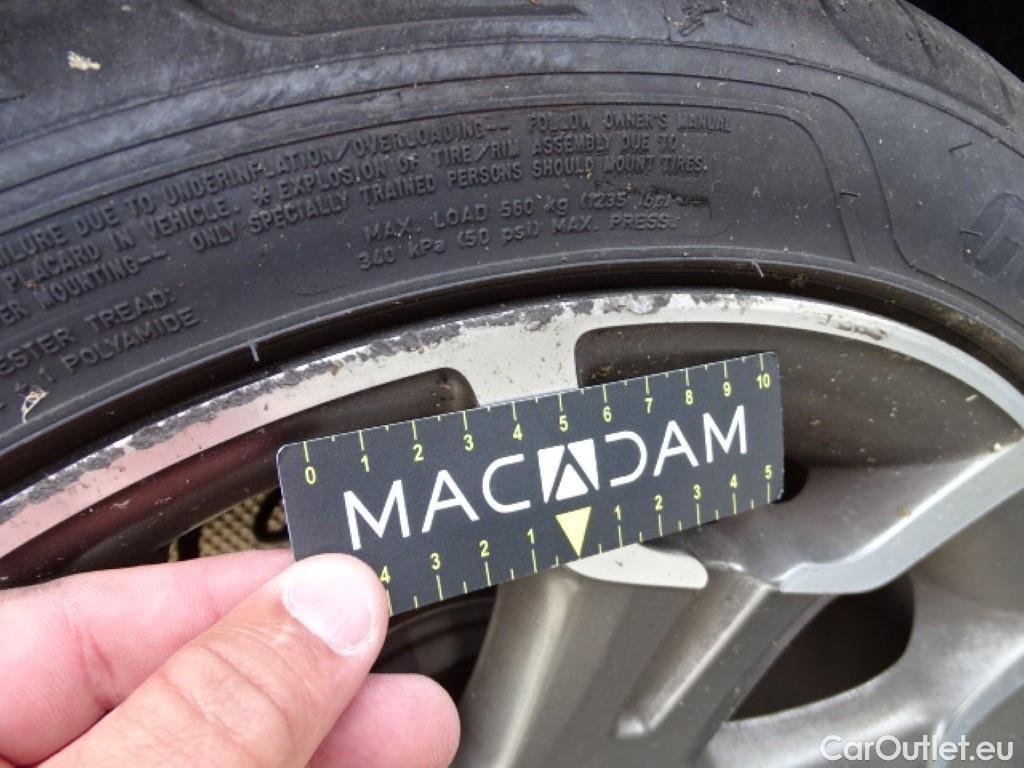 FAILURE DUE TO UNDERINFLATION/OVERLOADING-- FOLLOW OWNER'S MANUAL
PLACARD IN VEHICLE. * EXPLOSION OF TIRE/RIM ASSEMBLY DUE TO
MOUNTING-- ONLY SPECIALLY TRAINED PERSONS SHOULD MOUNT TIRES.
MAX. LOAD 560 kg (1235
340 kPa (50 psi) MAX. PRESS.
TREAD:
1 POLYAMIDE
0 1 2 3 4 5 6 7 8 9 10
MACADAM
4 3 2 1 1 2 3 4 5
CarOutlet.eu